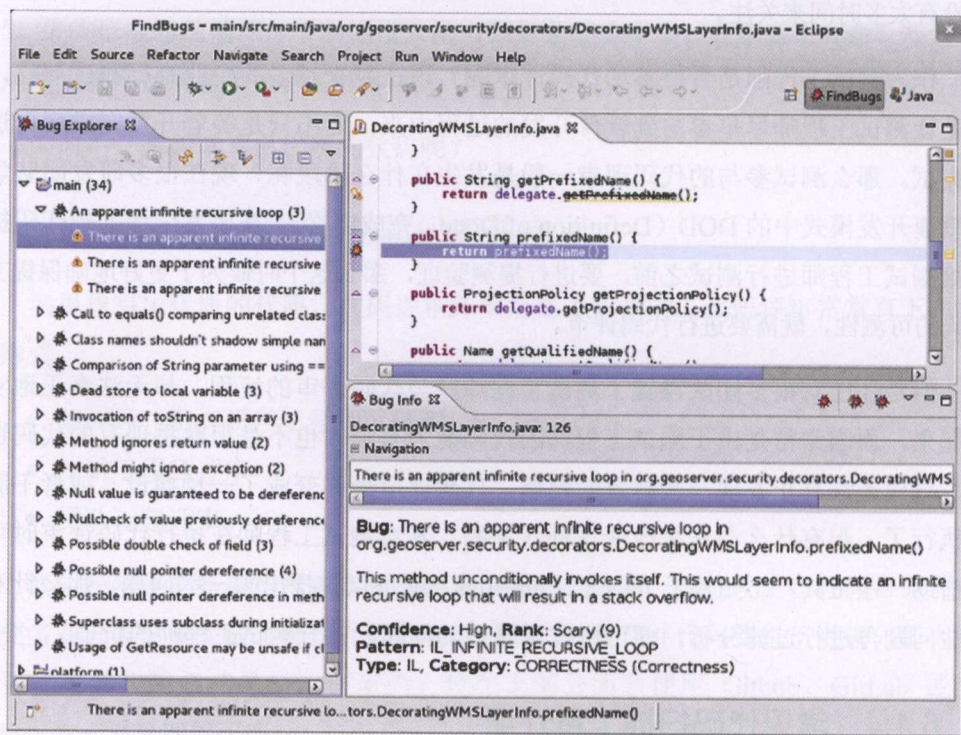 FindBugs - main/src/main/java/org/geoserver/security/decorators/DecoratingWMSLayerInfo.java - Eclipse
File Edit Source Refactor Navigate Search Project Run Window Help
FindBugs Java
Bug Explorer
main (34)
An apparent infinite recursive loop (3)
There is an apparent infinite recursive
There is an apparent infinite recursive
There is an apparent infinite recursive
Call to equals() comparing unrelated class
Class names shouldn't shadow simple nam
Comparison of String parameter using ==
Dead store to local variable (3)
Invocation of toString on an array (3)
Method ignores return value (2)
Method might ignore exception (2)
Null value is guaranteed to be dereferenc
Nullcheck of value previously dereference
Possible double check of field (3)
Possible null pointer dereference (4)
Possible null pointer dereference in meth
Superclass uses subclass during initializat
Usage of GetResource may be unsafe if cl
platform (1)
DecoratingWMSLayerInfo.java
}
public String getPrefixedName() {
return delegate.getPrefixedName();
}
public String prefixedName() {
return prefixedName();
}
public ProjectionPolicy getProjectionPolicy() {
return delegate.getProjectionPolicy();
}
public Name getQualifiedName() {
Bug Info
DecoratingWMSLayerInfo.java: 126
Navigation
There is an apparent infinite recursive loop in org.geoserver.security.decorators.DecoratingWMS
Bug: There is an apparent infinite recursive loop in
org.geoserver.security.decorators.DecoratingWMSLayerInfo.prefixedName()
This method unconditionally invokes itself. This would seem to indicate an infinite
recursive loop that will result in a stack overflow.
Confidence: High, Rank: Scary (9)
Pattern: IL_INFINITE_RECURSIVE_LOOP
Type: IL, Category: CORRECTNESS (Correctness)
There is an apparent infinite recursive lo...tors.DecoratingWMSLayerInfo.prefixedName()